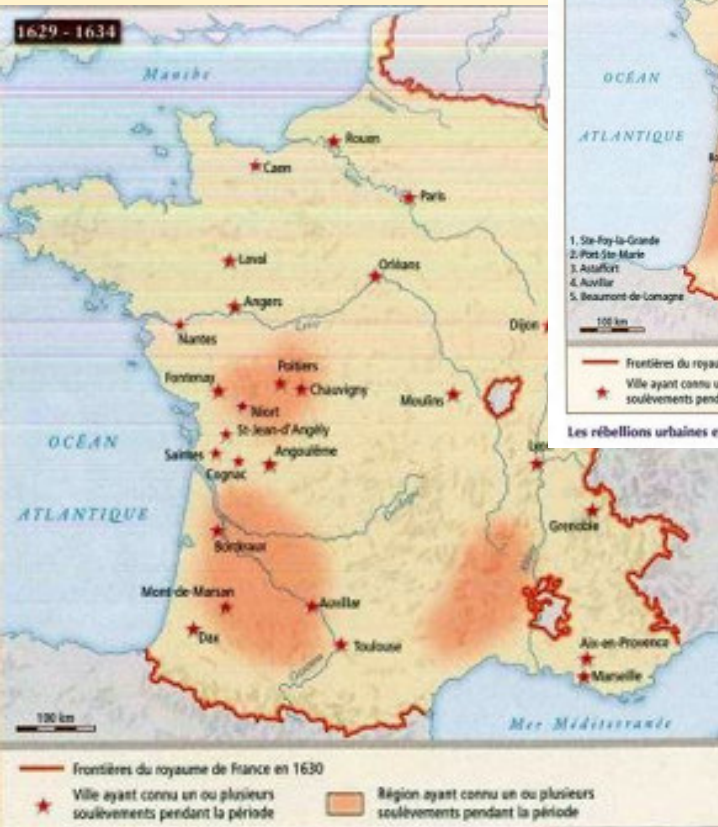 1629 - 1634
Manche
Rouen
Caen
Paris
Laval
Orléans
Angers
Loire
Nantes
Dijon
Poitiers
Fontenay
Chauvigny
Moulins
Niort
St-Jean-d'Angély
Saintes
Angoulême
Cognac
OCÉAN
ATLANTIQUE
Dordogne
Grenoble
Bordeaux
Mont-de-Marsan
Auvillar
Dax
Toulouse
Garonne
Aix-en-Provence
Marseille
100 km
Mer Méditerranée
Frontières du royaume de France en 1630
Ville ayant connu un ou plusieurs
soulèvements pendant la période
Région ayant connu un ou plusieurs
soulèvements pendant la période
OCÉAN
ATLANTIQUE
1. Ste-Foy-la-Grande
2. Port-Ste-Marie
3. Astaffort
4. Auvillar
5. Beaumont-de-Lomagne
100 km
Frontières du royau
Ville ayant connu u
soulèvements pend
Les rébellions urbaines e